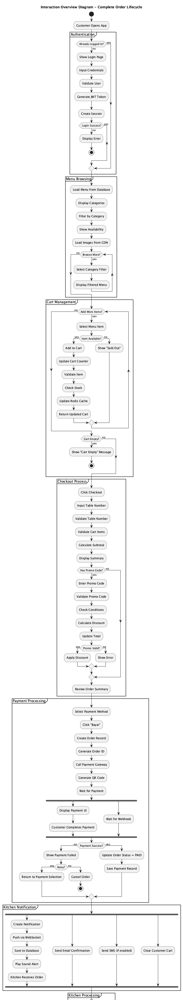 Interaction Overview Diagram - Complete Order Lifecycle
Customer Opens App
Authentication
Already Logged In?
yes
no
Show Login Page
Input Credentials
Validate User
Generate JWT Token
Create Session
Login Success?
yes
no
Display Error
Menu Browsing
Load Menu from Database
Display Categories
Filter by Category
Show Availability
Load Images from CDN
no
Browse More?
yes
Select Category Filter
Display Filtered Menu
Cart Management
no
Add More Items?
yes
Select Menu Item
yes
Item Available?
no
Add to Cart
Show "Sold Out"
Update Cart Counter
Validate Item
Check Stock
Update Redis Cache
Return Updated Cart
Cart Empty?
no
yes
Show "Cart Empty" Message
Checkout Process
Click Checkout
Input Table Number
Validate Table Number
Validate Cart Items
Calculate Subtotal
Display Summary
Has Promo Code?
no
yes
Enter Promo Code
Validate Promo Code
Check Conditions
Calculate Discount
Update Total
yes
Promo Valid?
no
Apply Discount
Show Error
Review Order Summary
Payment Processing
Select Payment Method
Click "Bayar"
Create Order Record
Generate Order ID
Call Payment Gateway
Generate QR Code
Wait for Payment
Display Payment UI
Wait for Webhook
Customer Completes Payment
no
Payment Success?
yes
Show Payment Failed
Update Order Status = PAID
yes
Retry?
no
Save Payment Record
Return to Payment Selection
Cancel Order
Kitchen Notification
Create Notification
Push via WebSocket
Save to Database
Send Email Confirmation
Send SMS (if enabled)
Clear Customer Cart
Play Sound Alert
Kitchen Receives Order
Kitchen Processing